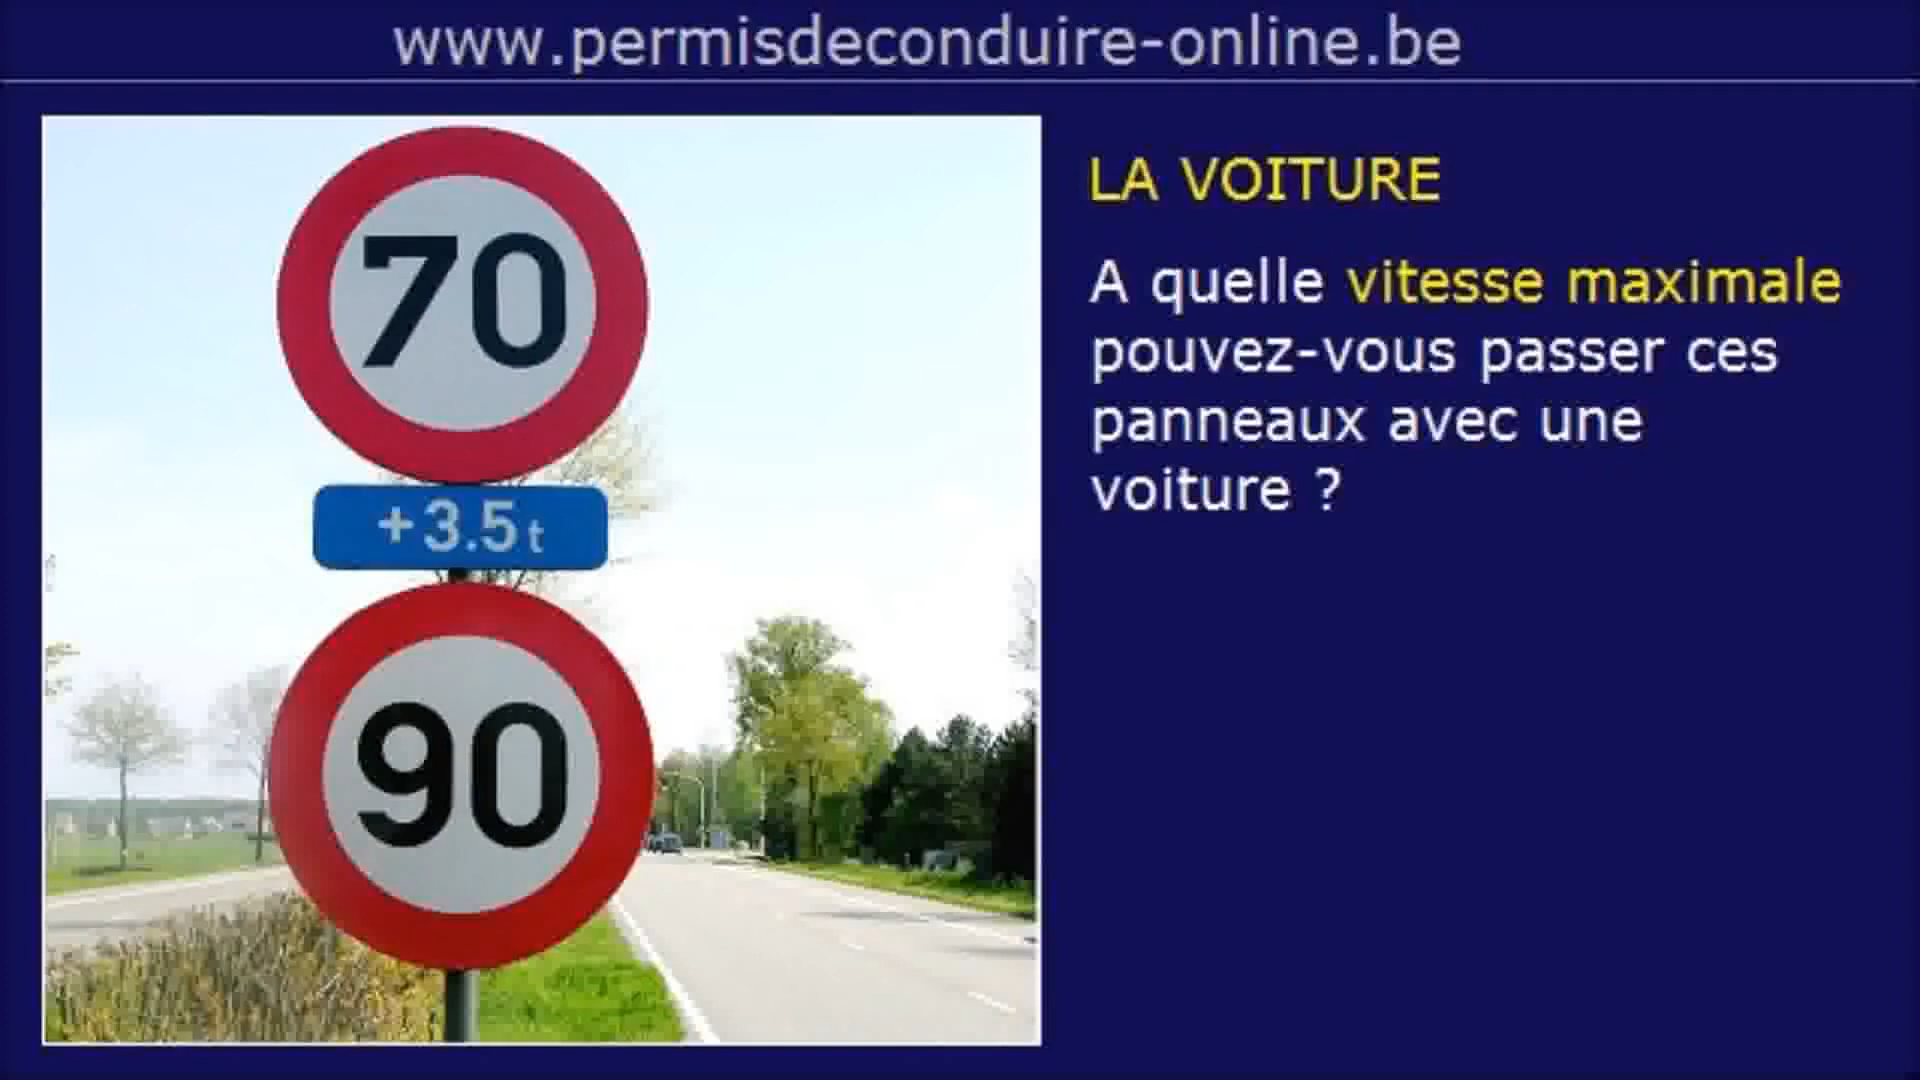 www.permisdeconduire-online.be
70
+3.5t
90
LA VOITURE
A quelle vitesse maximale
pouvez-vous passer ces
panneaux avec une
voiture ?